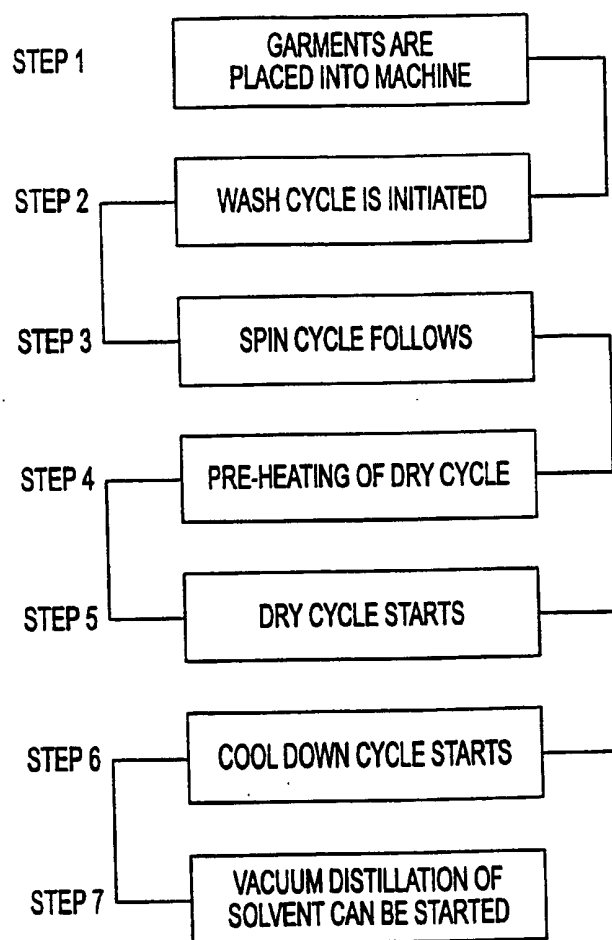 STEP 1
GARMENTS ARE
PLACED INTO MACHINE
STEP 2
WASH CYCLE IS INITIATED
STEP 3
SPIN CYCLE FOLLOWS
STEP 4
PRE-HEATING OF DRY CYCLE
STEP 5
DRY CYCLE STARTS
STEP 6
COOL DOWN CYCLE STARTS
STEP 7
VACUUM DISTILLATION OF
SOLVENT CAN BE STARTED